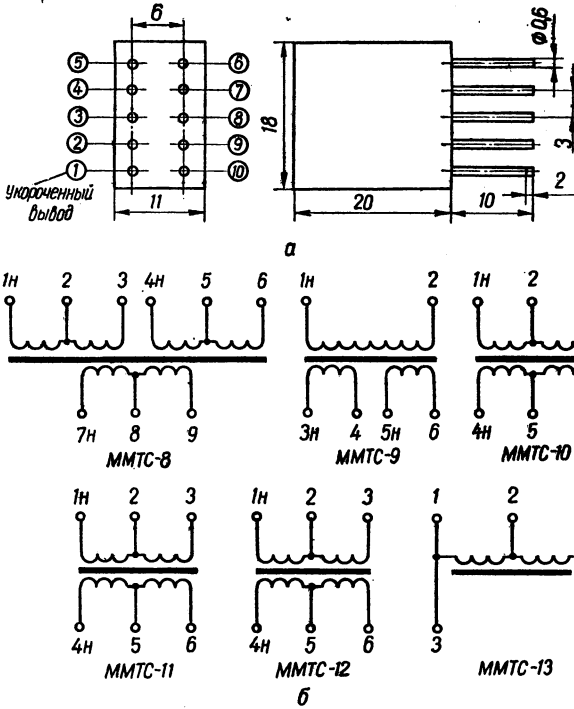 6
⑤ ⑥
④ ⑦
③ ⑧
② ⑨
① ⑩
Укороченный
вывод
11
18
20
10
2
3
Ø0,6
а
1н 2 3 4н 5 6
7н 8 9
ММТС-8
1н 2
3н 4 5н 6
ММТС-9
1н 2
4н 5
ММТС-10
1н 2 3
4н 5 6
ММТС-11
1н 2 3
4н 5 6
ММТС-12
1 2
3
ММТС-13
б